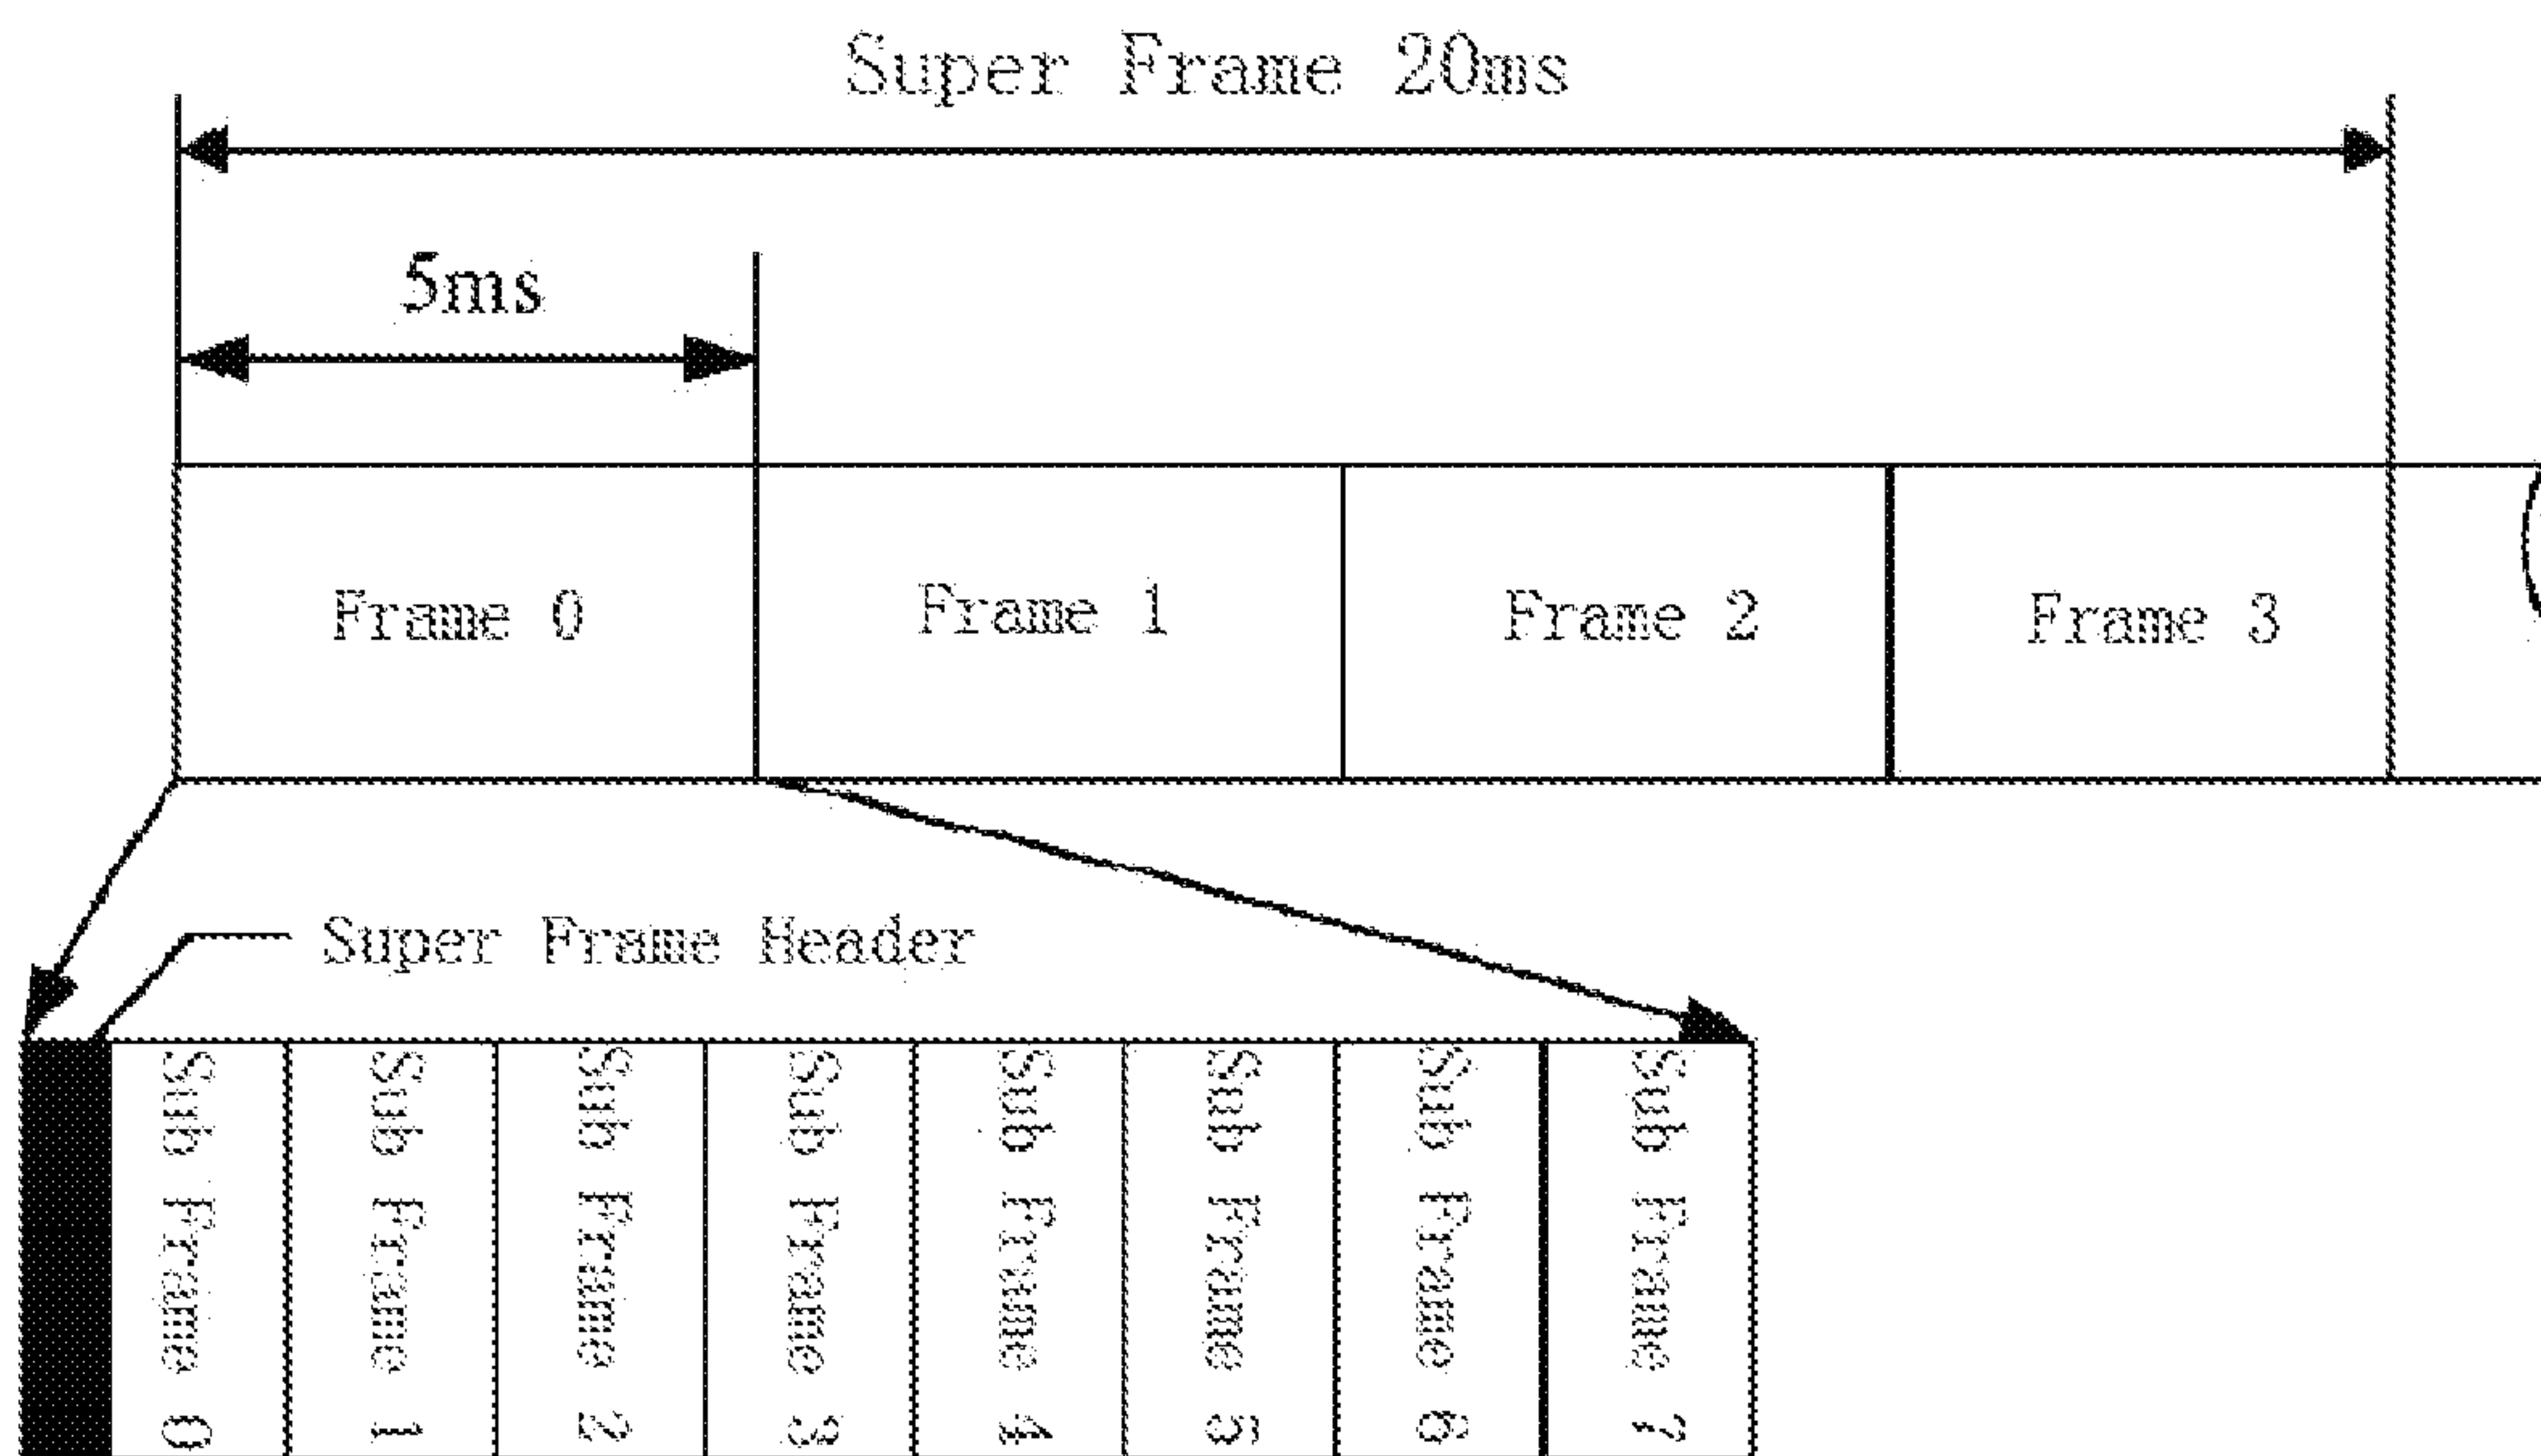 Super Frame 20ms
5ms
Frame 0
Frame 1
Frame 2
Frame 3
Super Frame Header
Sub Frame 0
Sub Frame 1
Sub Frame 2
Sub Frame 3
Sub Frame 4
Sub Frame 5
Sub Frame 6
Sub Frame 7